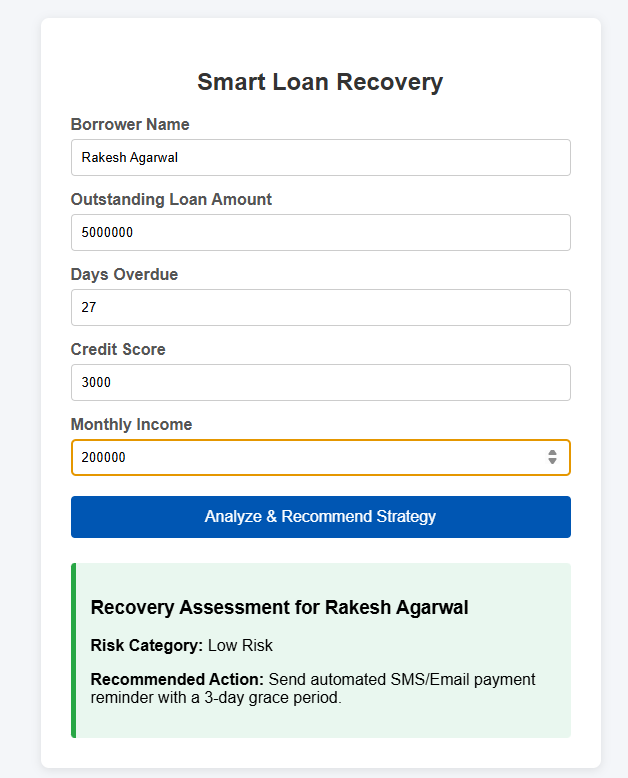 Smart Loan Recovery
Borrower Name
Rakesh Agarwal
Outstanding Loan Amount
5000000
Days Overdue
27
Credit Score
3000
Monthly Income
200000
Analyze & Recommend Strategy
Recovery Assessment for Rakesh Agarwal
Risk Category: Low Risk
Recommended Action: Send automated SMS/Email payment
reminder with a 3-day grace period.